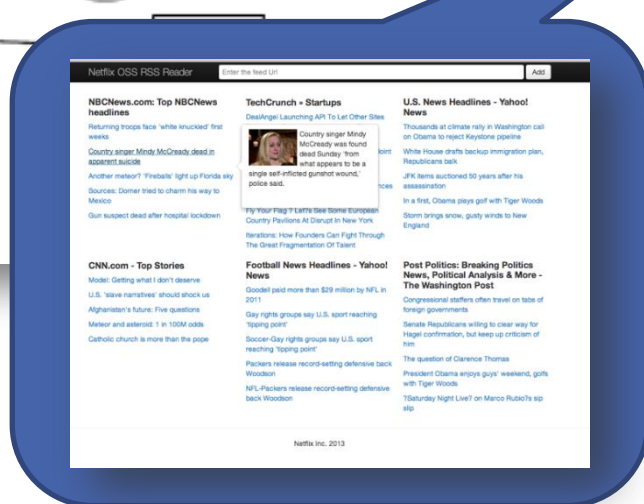 Netflix OSS RSS Reader
Enter the feed Url
Add
NBCNews.com: Top NBCNews
headlines
Returning troops face 'white knuckled' first
weeks
Country singer Mindy McCready dead in
apparent suicide
Another meteor? 'Fireballs' light up Florida sky
Sources: Dorner tried to charm his way to
Mexico
Gun suspect dead after hospital lockdown
TechCrunch » Startups
DealAngel Launching API To Let Other Sites
Country singer Mindy
McCready was found
dead Sunday 'from
what appears to be a
single self-inflicted gunshot wound,'
police said.
Fly Your Flag ? Let?s See Some European
Country Pavilions At Disrupt In New York
Iterations: How Founders Can Fight Through
The Great Fragmentation Of Talent
U.S. News Headlines - Yahoo!
News
Thousands at climate rally in Washington call
on Obama to reject Keystone pipeline
White House drafts backup immigration plan,
Republicans balk
JFK items auctioned 50 years after his
assassination
In a first, Obama plays golf with Tiger Woods
Storm brings snow, gusty winds to New
England
CNN.com - Top Stories
Model: Getting what I don't deserve
U.S. 'slave narratives' should shock us
Afghanistan's future: Five questions
Meteor and asteroid: 1 in 100M odds
Catholic church is more than the pope
Football News Headlines - Yahoo!
News
Goodell paid more than $29 million by NFL in
2011
Gay rights groups say U.S. sport reaching
'tipping point'
Soccer-Gay rights groups say U.S. sport
reaching 'tipping point'
Packers release record-setting defensive back
Woodson
NFL-Packers release record-setting defensive
back Woodson
Post Politics: Breaking Politics
News, Political Analysis & More -
The Washington Post
Congressional staffers often travel on tabs of
foreign governments
Senate Republicans willing to clear way for
Hagel confirmation, but keep up criticism of
him
The question of Clarence Thomas
President Obama enjoys guys' weekend, golfs
with Tiger Woods
?Saturday Night Live? on Marco Rubio?s sip
slip
Netflix Inc. 2013